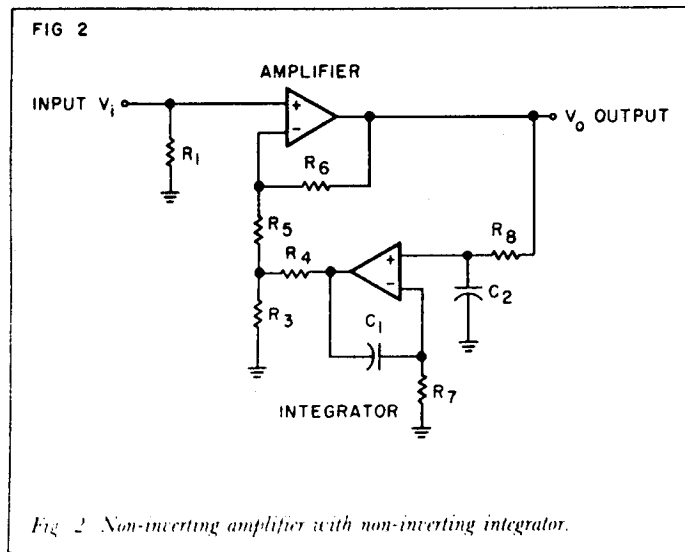 FIG 2
AMPLIFIER
INPUT Vi
+
−
V0 OUTPUT
R1
R6
R5
R4
R8
+
−
C2
R3
C1
R7
INTEGRATOR
Fig 2 Non-inverting amplifier with non-inverting integrator.